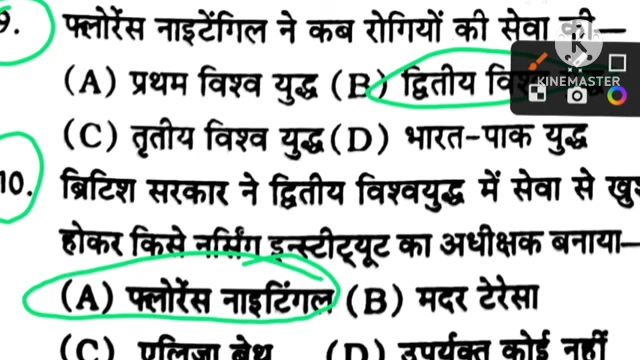 9. फ्लोरेंस नाइटेंगिल ने कब रोगियों की सेवा की—
(A) प्रथम विश्व युद्ध (B) द्वितीय
KINEMASTER
(C) तृतीय विश्व युद्ध (D) भारत-पाक युद्ध
10. ब्रिटिश सरकार ने द्वितीय विश्वयुद्ध में सेवा से
होकर किसे नर्सिंग इन्स्टीट्यूट का अधीक्षक बनाया—
(A) फ्लोरेंस नाइटिंगल (B) मदर टेरेसा
(C) एलिजा बेथ (D) उपर्युक्त कोई नहीं